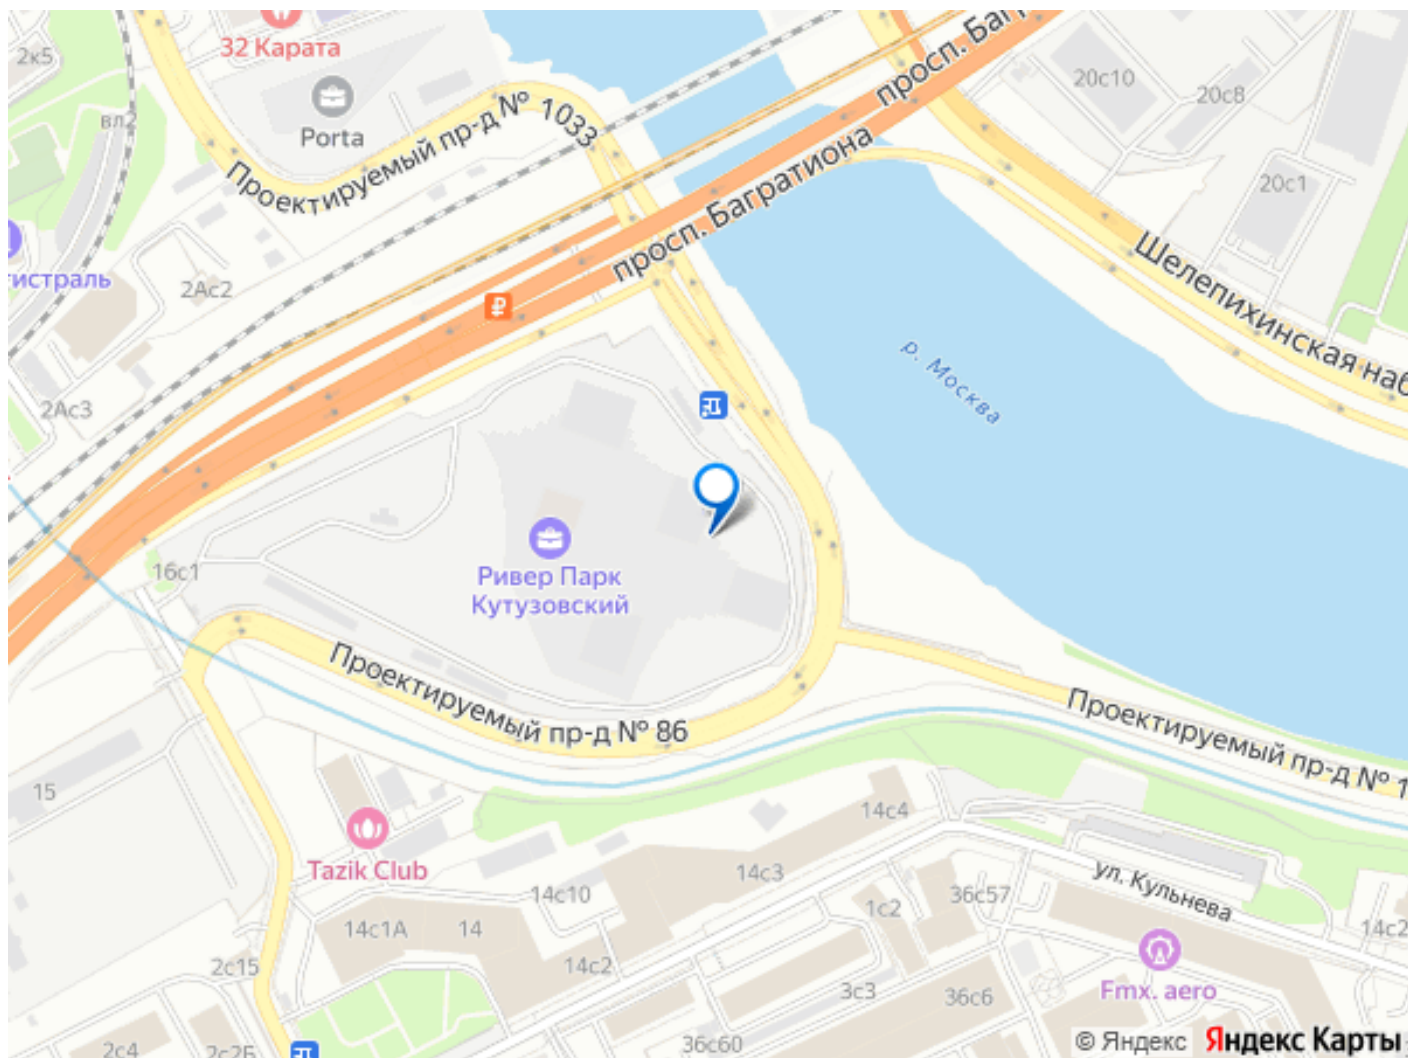 2к5
32 Карата
вл2
Porta
Проектируемый пр-д № 1033
просп. Багратиона
просп. Баг
20с10
20с8
20с1
Шелепихинская наб
гистраль
2Ас2
2Ас3
р. Москва
16с1
Ривер Парк
Кутузовский
Проектируемый пр-д № 86
Проектируемый пр-д № 1
15
Tazik Club
14с4
14с3
14с10
14с1А
14
14с2
2с15
2с4
2с2Б
ул. Кульнева
36с57
1с2
14с2
3с3
36с6
36с60
Fmx. aero
© Яндекс Яндекс Карты